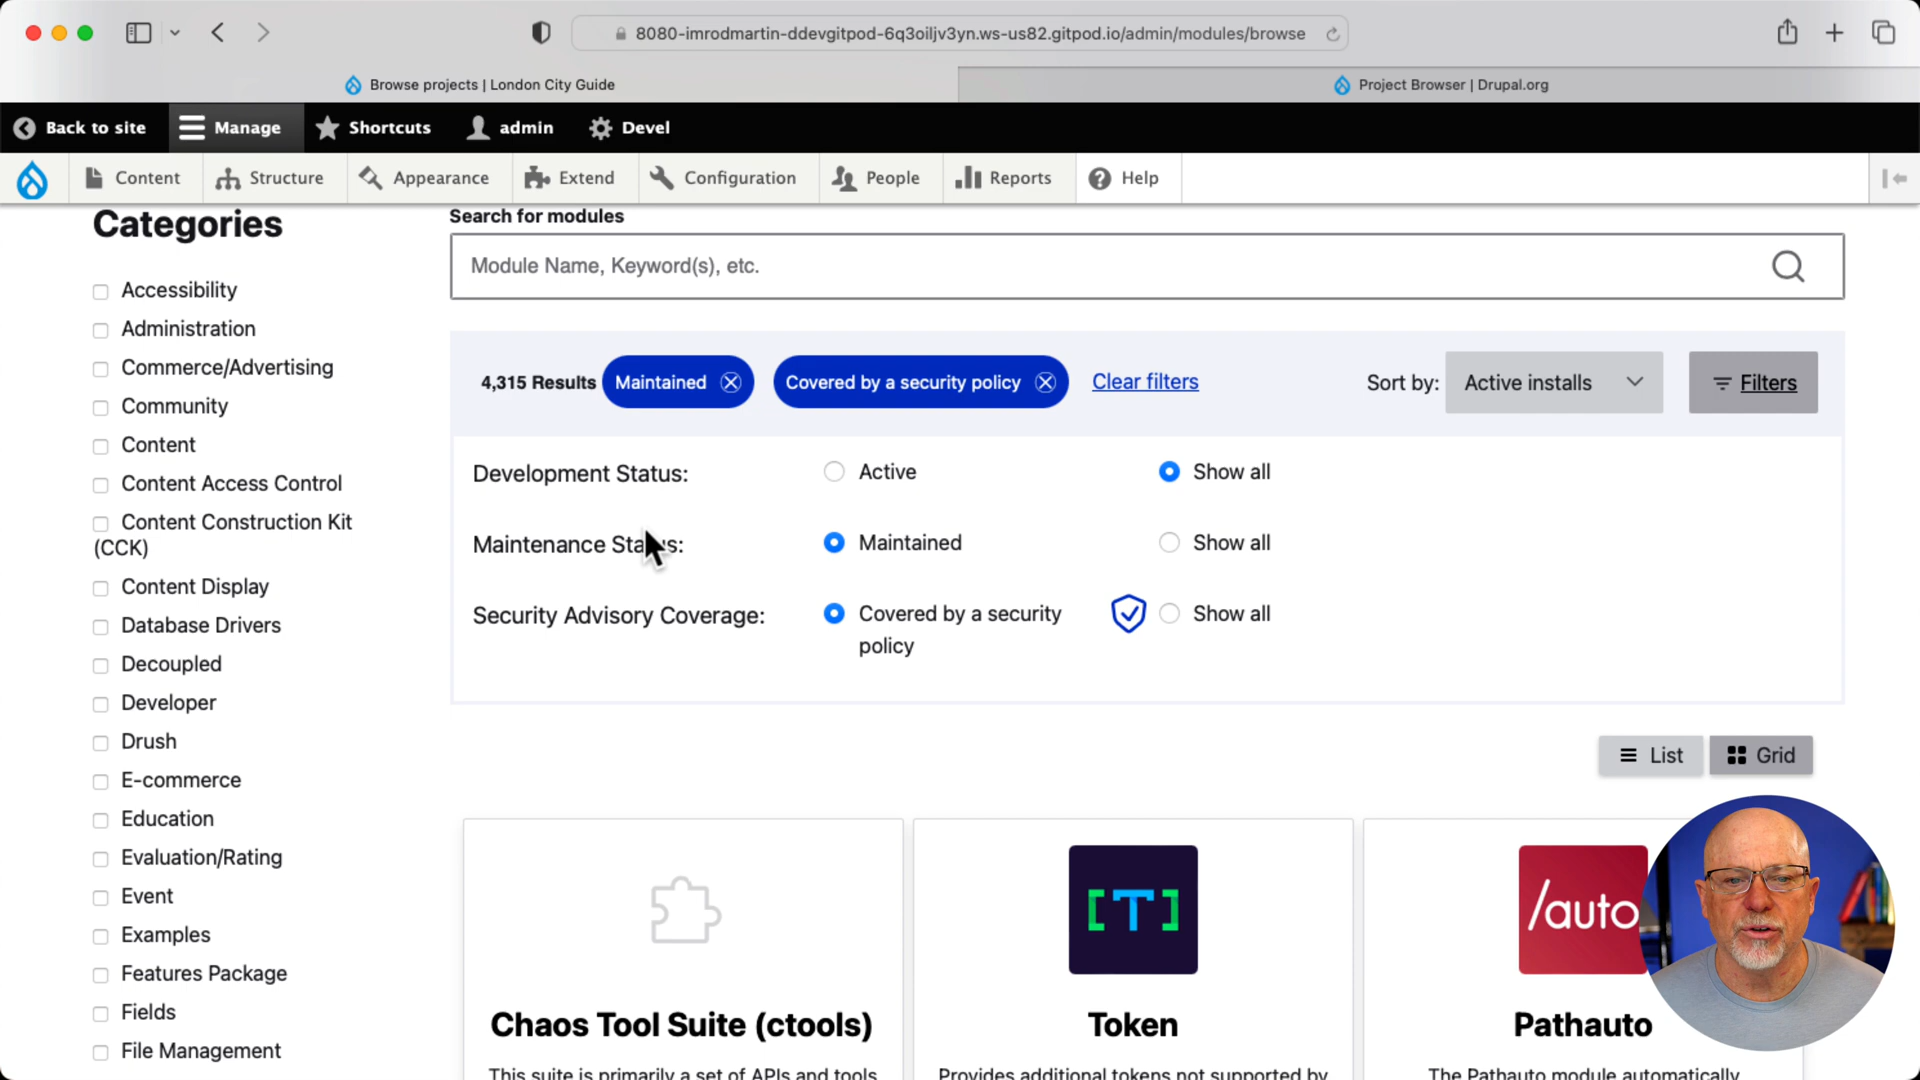 8080-imrodmartin-ddevgitpod-6q3oiljv3yn.ws-us82.gitpod.io/admin/modules/browse
Browse projects | London City Guide
Project Browser | Drupal.org
Back to site
Manage
Shortcuts
admin
Devel
Content
Structure
Appearance
Extend
Configuration
People
Reports
Help
Categories
Accessibility
Administration
Commerce/Advertising
Community
Content
Content Access Control
Content Construction Kit
(CCK)
Content Display
Database Drivers
Decoupled
Developer
Drush
E-commerce
Education
Evaluation/Rating
Event
Examples
Features Package
Fields
File Management
Search for modules
Module Name, Keyword(s), etc.
4,315 Results
Maintained
Covered by a security policy
Clear filters
Sort by:
Active installs
Filters
Development Status:
Active
Show all
Maintenance Status:
Maintained
Show all
Security Advisory Coverage:
Covered by a security
policy
Show all
List
Grid
Chaos Tool Suite (ctools)
This suite is primarily a set of APIs and tools
[T]
Token
Provides additional tokens not supported by
/auto
Pathauto
The Pathauto module automatically